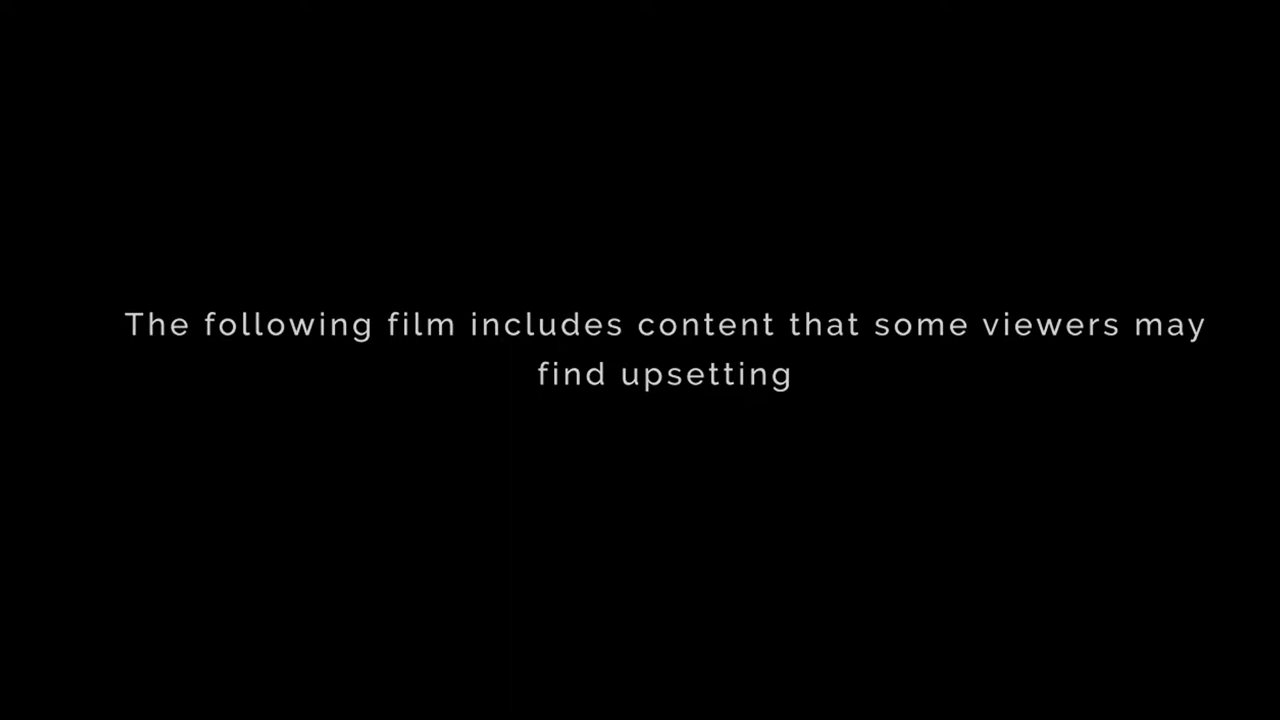 The following film includes content that some viewers may
find upsetting